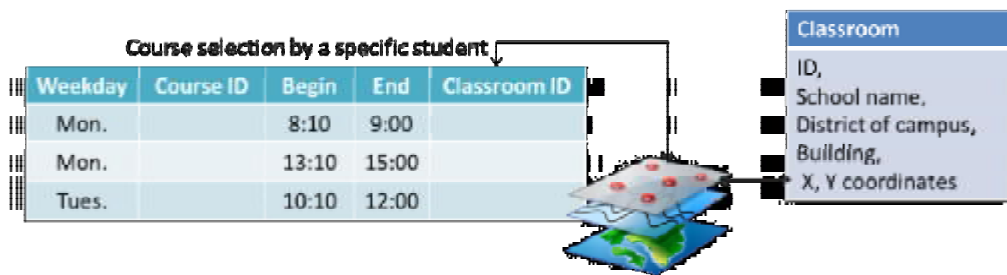 Course selection by a specific student
Weekday Course ID Begin End Classroom ID
Mon. 8:10 9:00
Mon. 13:10 15:00
Tues. 10:10 12:00
Classroom
ID,
School name,
District of campus,
Building,
X, Y coordinates